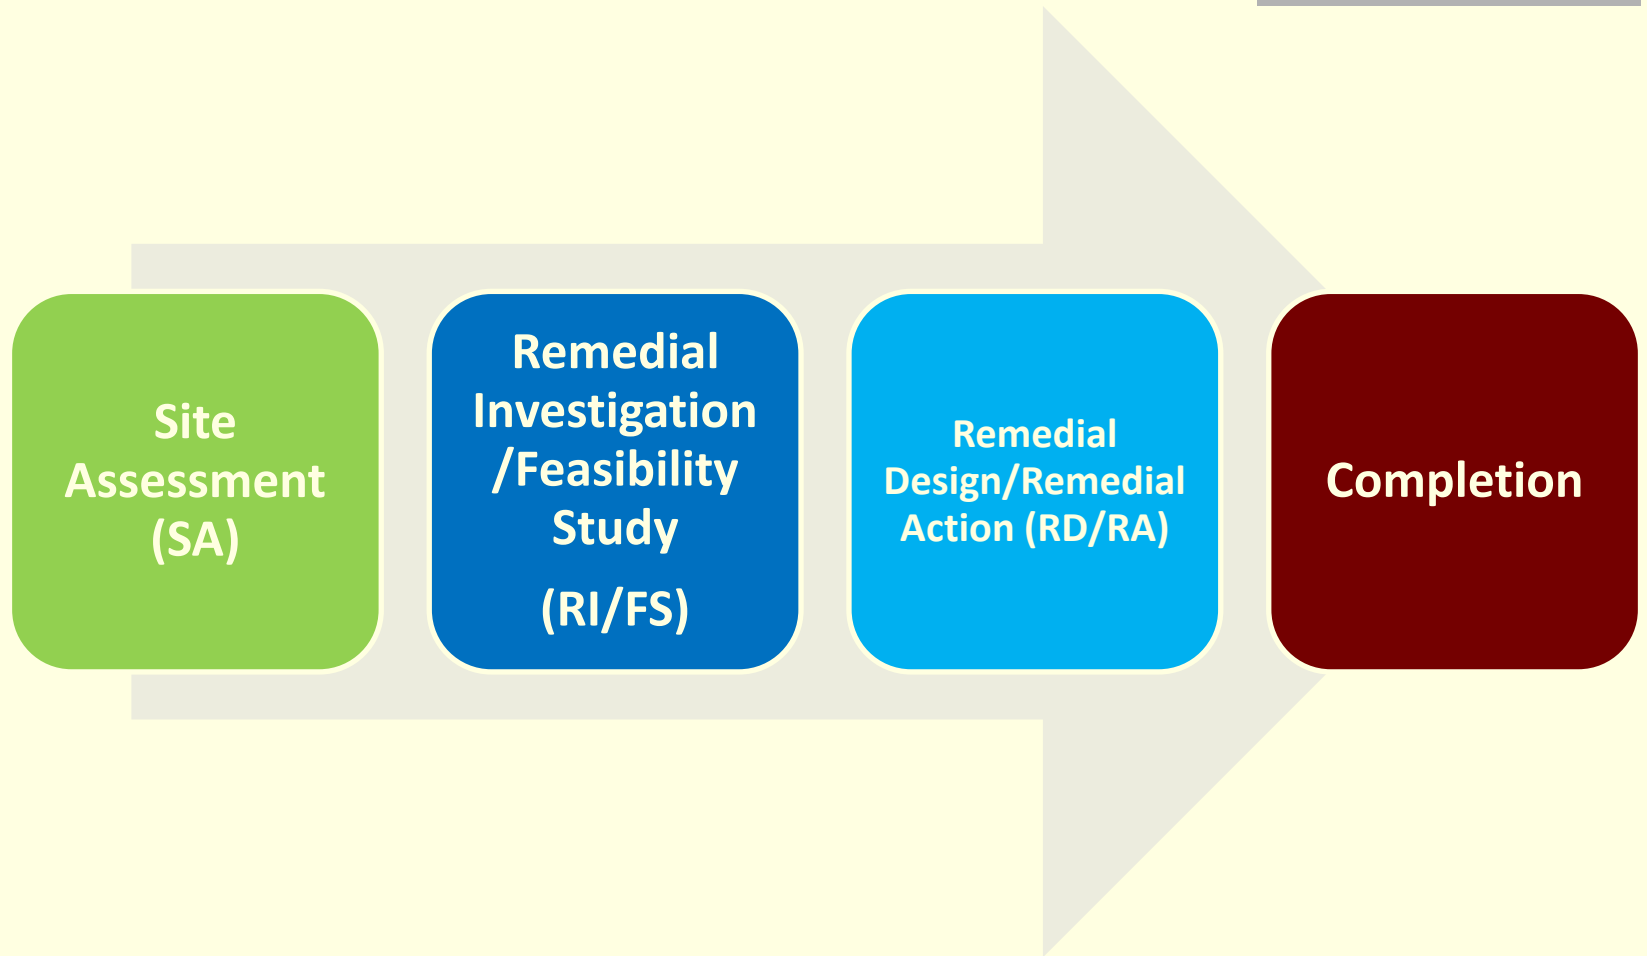 Site
Assessment
(SA)
Remedial
Investigation
/Feasibility
Study
(RI/FS)
Remedial
Design/Remedial
Action (RD/RA)
Completion